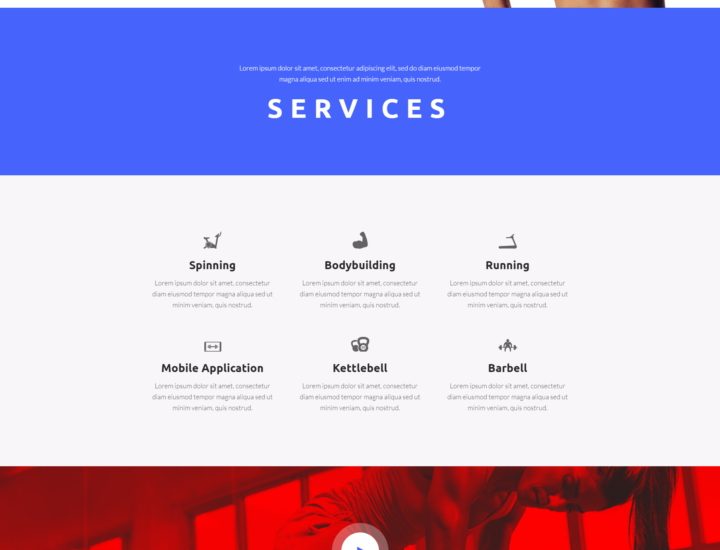 Lorem ipsum dolor sit amet, consectetur adipiscing elit, sed do diam eiusmod tempor
magna aliqua sed ut enim ad minim veniam, quis nostrud.
SERVICES
Spinning
Lorem ipsum dolor sit amet, consectetur
diam eiusmod tempor magna aliqua sed ut
minim veniam, quis nostrud.
Bodybuilding
Lorem ipsum dolor sit amet, consectetur
diam eiusmod tempor magna aliqua sed ut
minim veniam, quis nostrud.
Running
Lorem ipsum dolor sit amet, consectetur
diam eiusmod tempor magna aliqua sed ut
minim veniam, quis nostrud.
Mobile Application
Lorem ipsum dolor sit amet, consectetur
diam eiusmod tempor magna aliqua sed ut
minim veniam, quis nostrud.
Kettlebell
Lorem ipsum dolor sit amet, consectetur
diam eiusmod tempor magna aliqua sed ut
minim veniam, quis nostrud.
Barbell
Lorem ipsum dolor sit amet, consectetur
diam eiusmod tempor magna aliqua sed ut
minim veniam, quis nostrud.